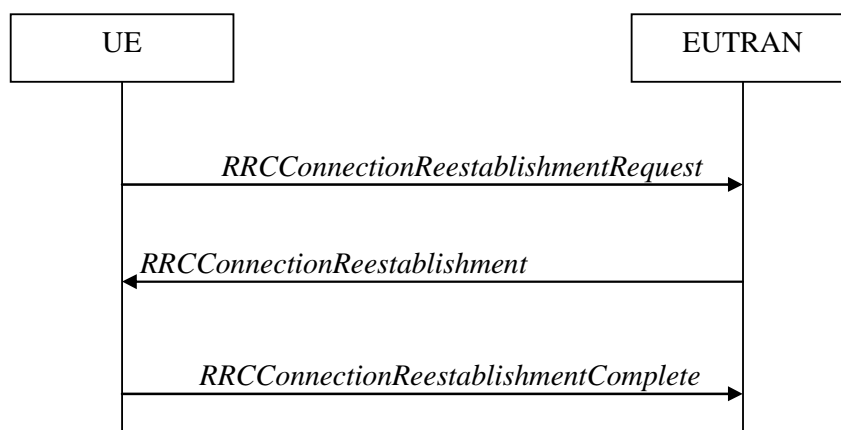 UE
EUTRAN
RRCConnectionReestablishmentRequest
RRCConnectionReestablishment
RRCConnectionReestablishmentComplete